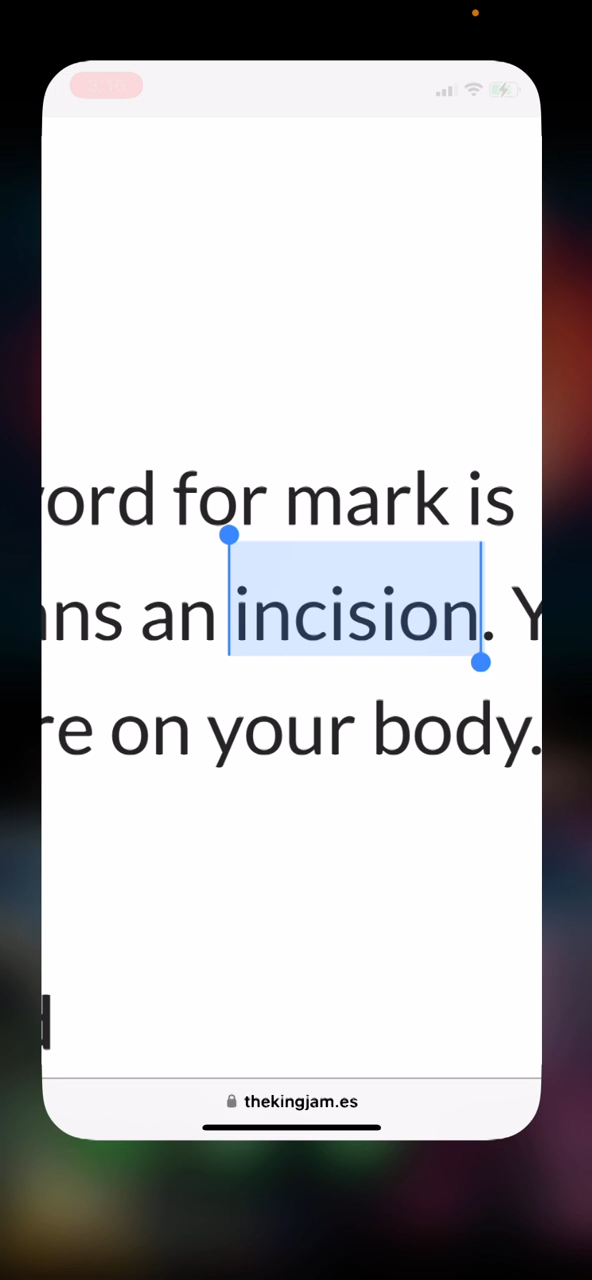 ord for mark is
ns an incision. Y
re on your body.
d
thekingjam.es